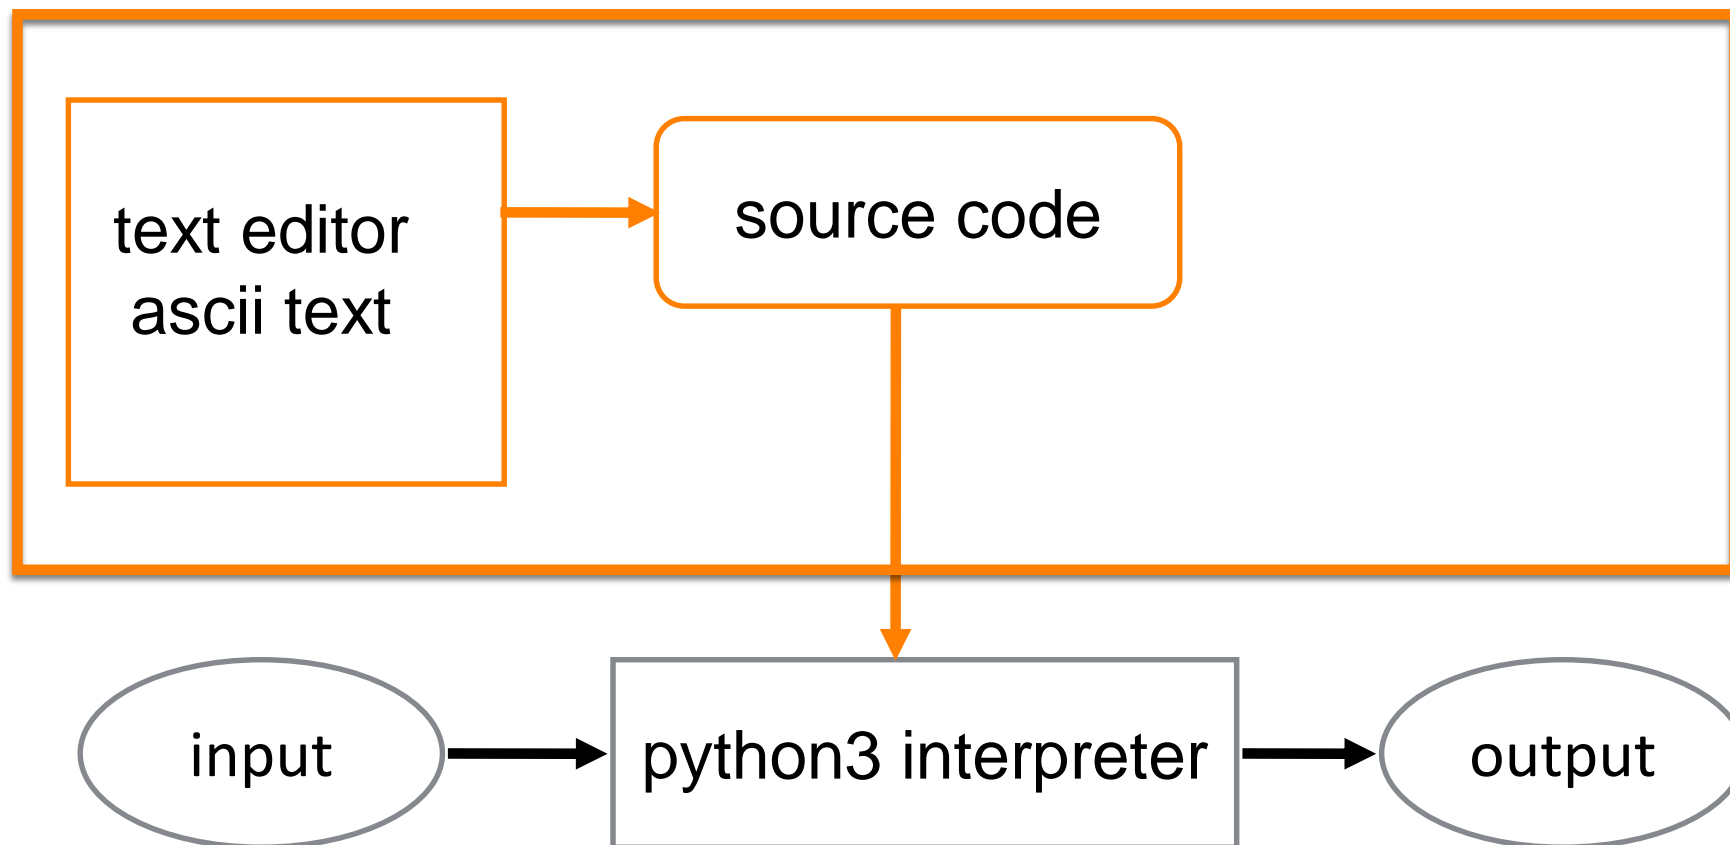 text editor
ascii text
source code
input
python3 interpreter
output